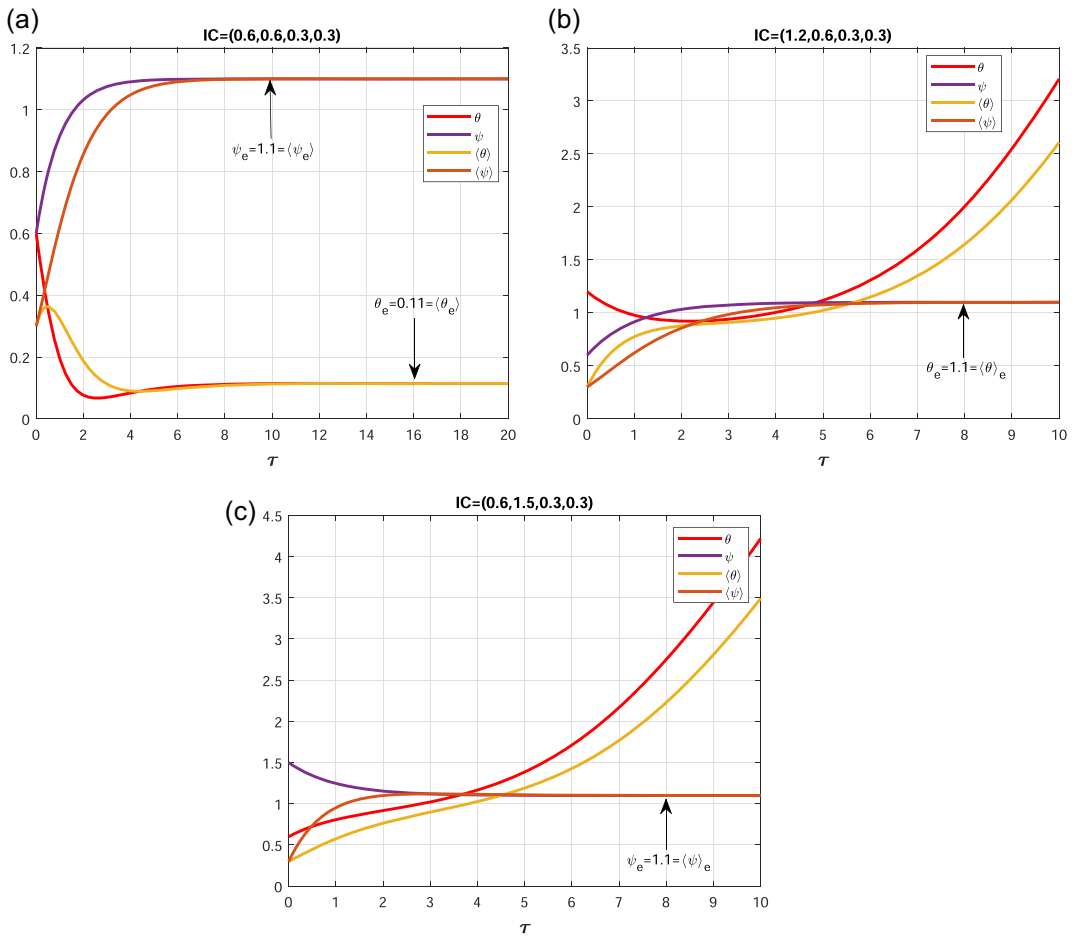 (a)
IC=(0.6,0.6,0.3,0.3)
1.2
1
0.8
0.6
0.4
0.2
0
0 2 4 6 8 10 12 14 16 18 20
τ
θ
ψ
⟨θ⟩
⟨ψ⟩
ψe=1.1=⟨ψe⟩
θe=0.11=⟨θe⟩
(b)
IC=(1.2,0.6,0.3,0.3)
3.5
3
2.5
2
1.5
1
0.5
0
0 1 2 3 4 5 6 7 8 9 10
τ
θ
ψ
⟨θ⟩
⟨ψ⟩
θe=1.1=⟨θ⟩e
(c)
IC=(0.6,1.5,0.3,0.3)
4.5
4
3.5
3
2.5
2
1.5
1
0.5
0
0 1 2 3 4 5 6 7 8 9 10
τ
θ
ψ
⟨θ⟩
⟨ψ⟩
ψe=1.1=⟨ψ⟩e